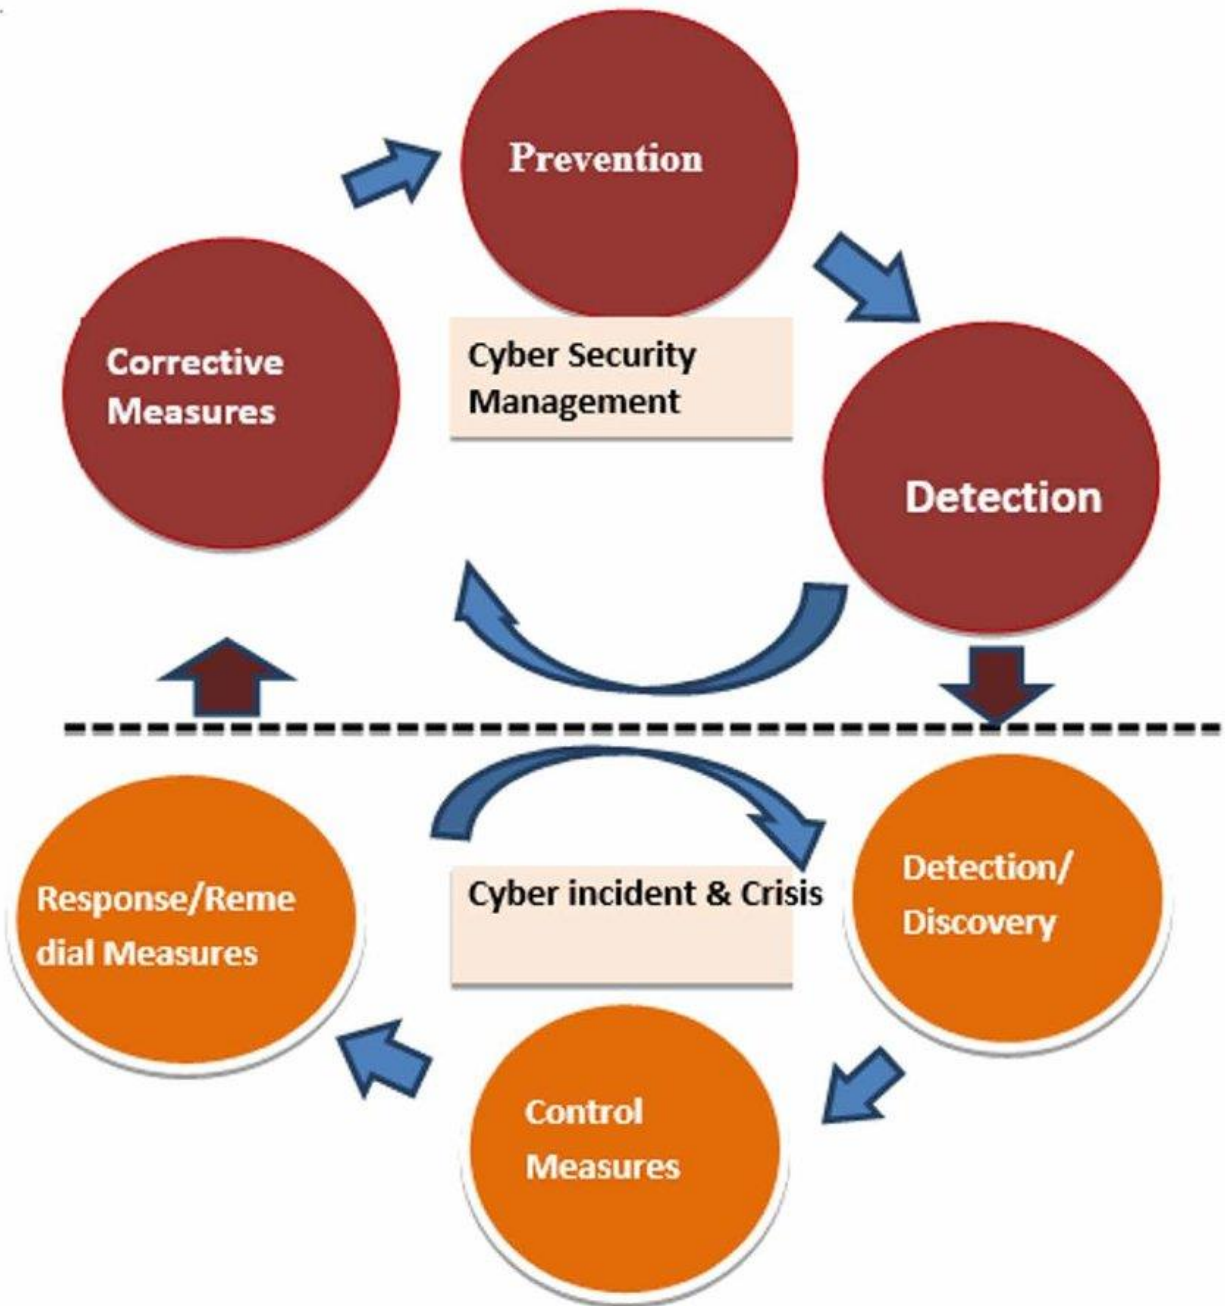 Prevention
Corrective
Measures
Cyber Security
Management
Detection
Response/Reme
dial Measures
Cyber incident & Crisis
Detection/
Discovery
Control
Measures